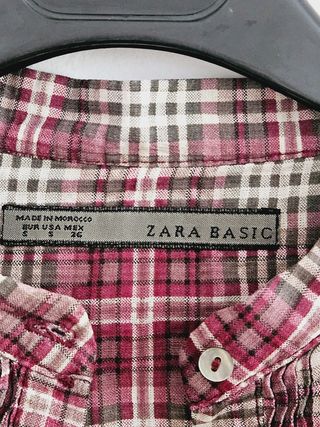 MADE IN MOROCCO
EUR USA MEX
S S 26
ZARA BASIC